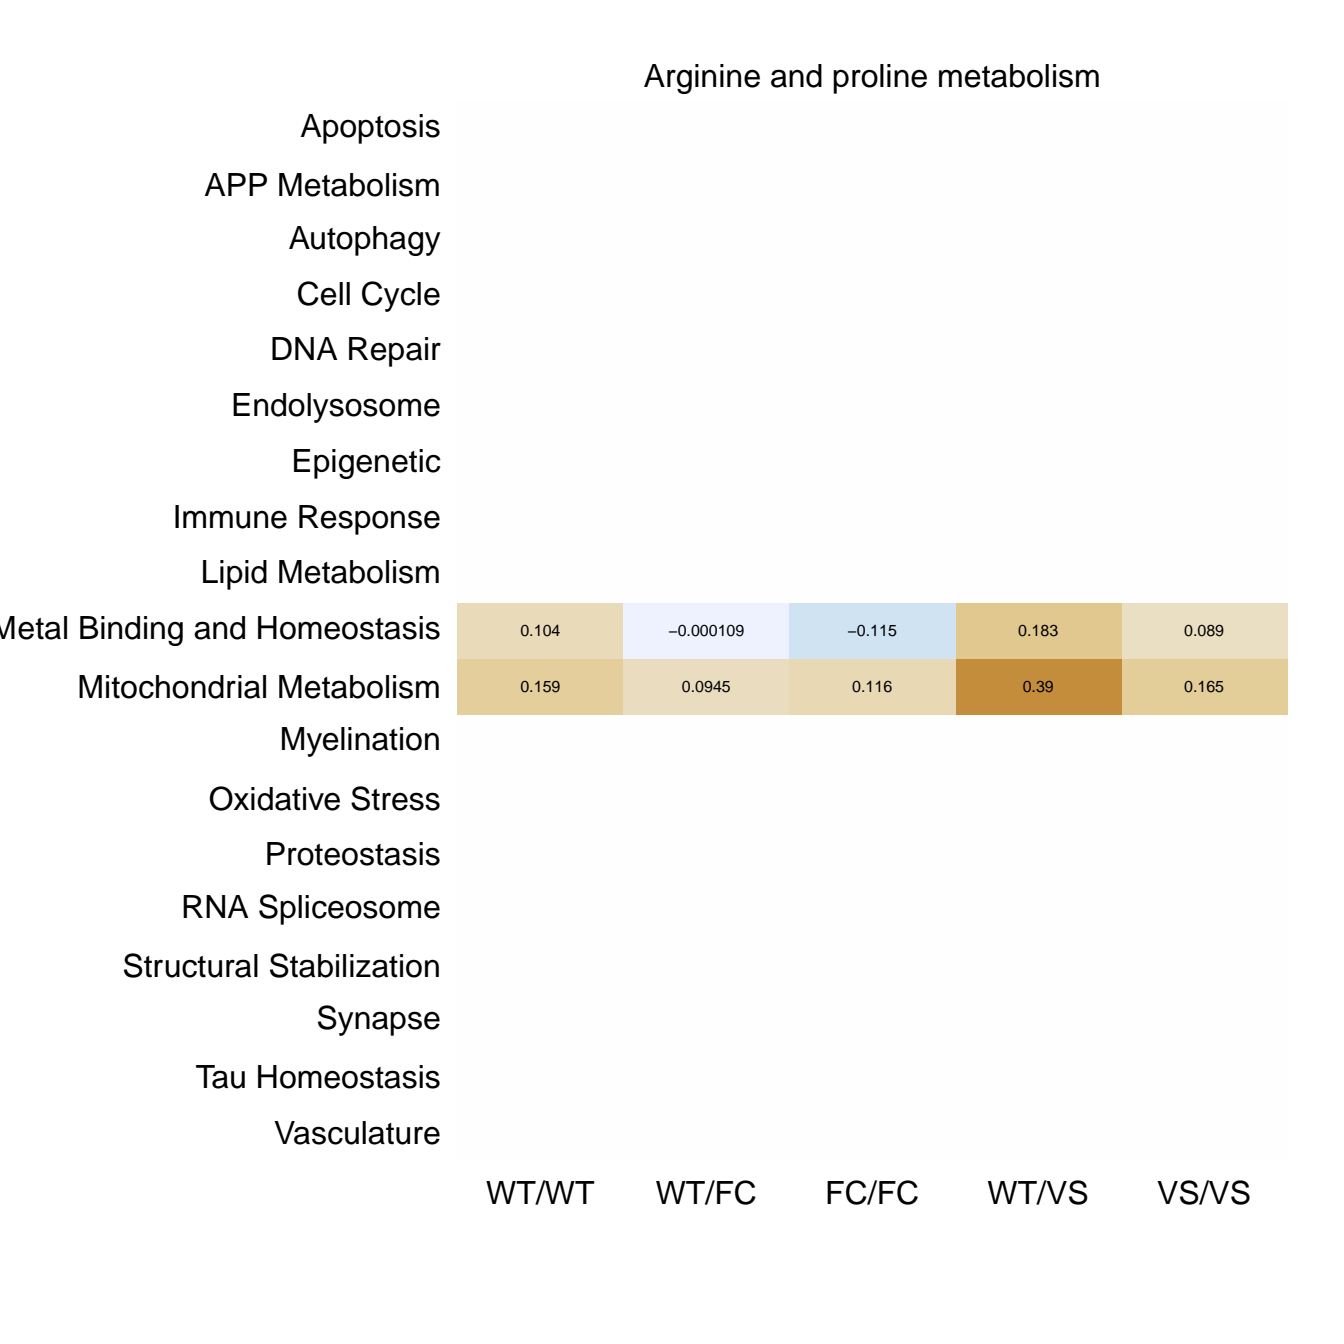 Arginine and proline metabolism
Apoptosis
APP Metabolism
Autophagy
Cell Cycle
DNA Repair
Endolysosome
Epigenetic
Immune Response
Lipid Metabolism
Metal Binding and Homeostasis 0.104 −0.000109 −0.115 0.183 0.089
Mitochondrial Metabolism 0.159 0.0945 0.116 0.39 0.165
Myelination
Oxidative Stress
Proteostasis
RNA Spliceosome
Structural Stabilization
Synapse
Tau Homeostasis
Vasculature
WT/WT WT/FC FC/FC WT/VS VS/VS